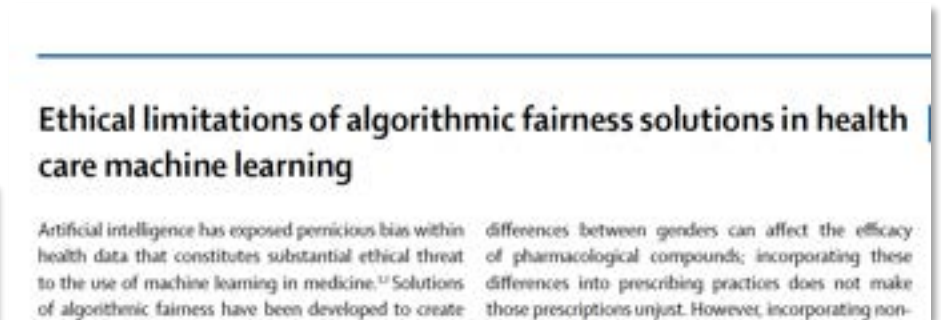 Ethical limitations of algorithmic fairness solutions in health
care machine learning
Artificial intelligence has exposed pernicious bias within
health data that constitutes substantial ethical threat
to the use of machine learning in medicine.¹,² Solutions
of algorithmic fairness have been developed to create
differences between genders can affect the efficacy
of pharmacological compounds; incorporating these
differences into prescribing practices does not make
those prescriptions unjust. However, incorporating non-